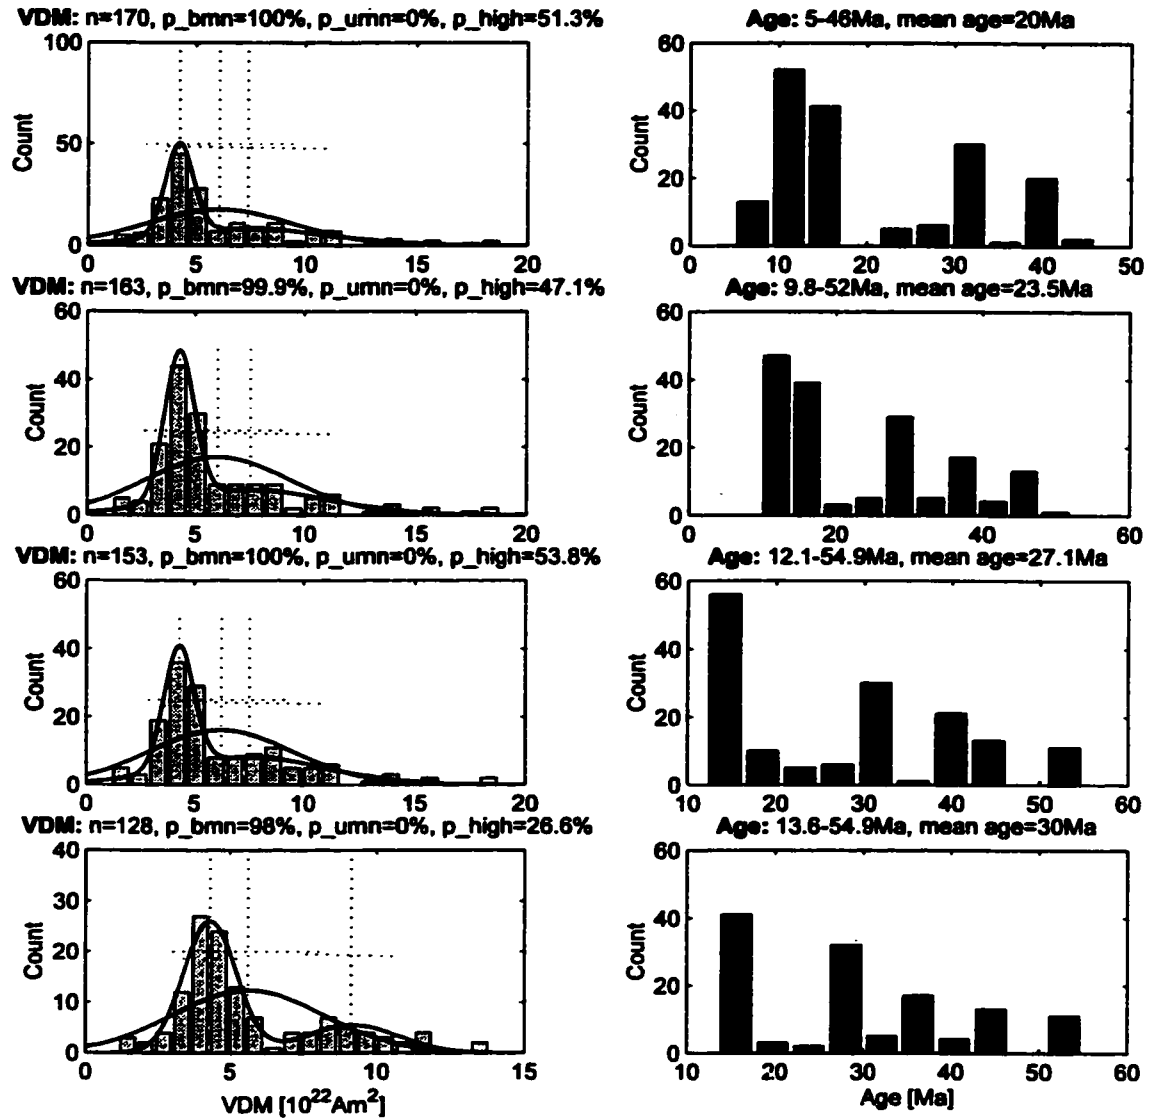 VDM: n=170, p_bmn=100%, p_umn=0%, p_high=51.3%
Age: 5-46Ma, mean age=20Ma
100
50
0
Count
0 5 10 15 20
60
40
20
0
Count
0 10 20 30 40 50
VDM: n=163, p_bmn=99.9%, p_umn=0%, p_high=47.1%
Age: 9.8-52Ma, mean age=23.5Ma
60
40
20
0
Count
0 5 10 15 20
60
40
20
0
Count
0 20 40 60
VDM: n=153, p_bmn=100%, p_umn=0%, p_high=53.8%
Age: 12.1-54.9Ma, mean age=27.1Ma
60
40
20
0
Count
0 5 10 15 20
60
40
20
0
Count
10 20 30 40 50 60
VDM: n=128, p_bmn=98%, p_umn=0%, p_high=26.6%
Age: 13.6-54.9Ma, mean age=30Ma
40
30
20
10
0
Count
0 5 10 15
VDM [10²²Am²]
60
40
20
0
Count
10 20 30 40 50 60
Age [Ma]